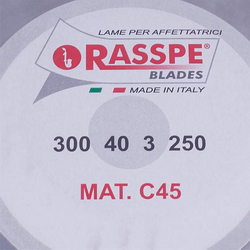 LAME PER AFFETTATRICI
RASSPE®
BLADES
MADE IN ITALY
300 40 3 250
MAT. C45